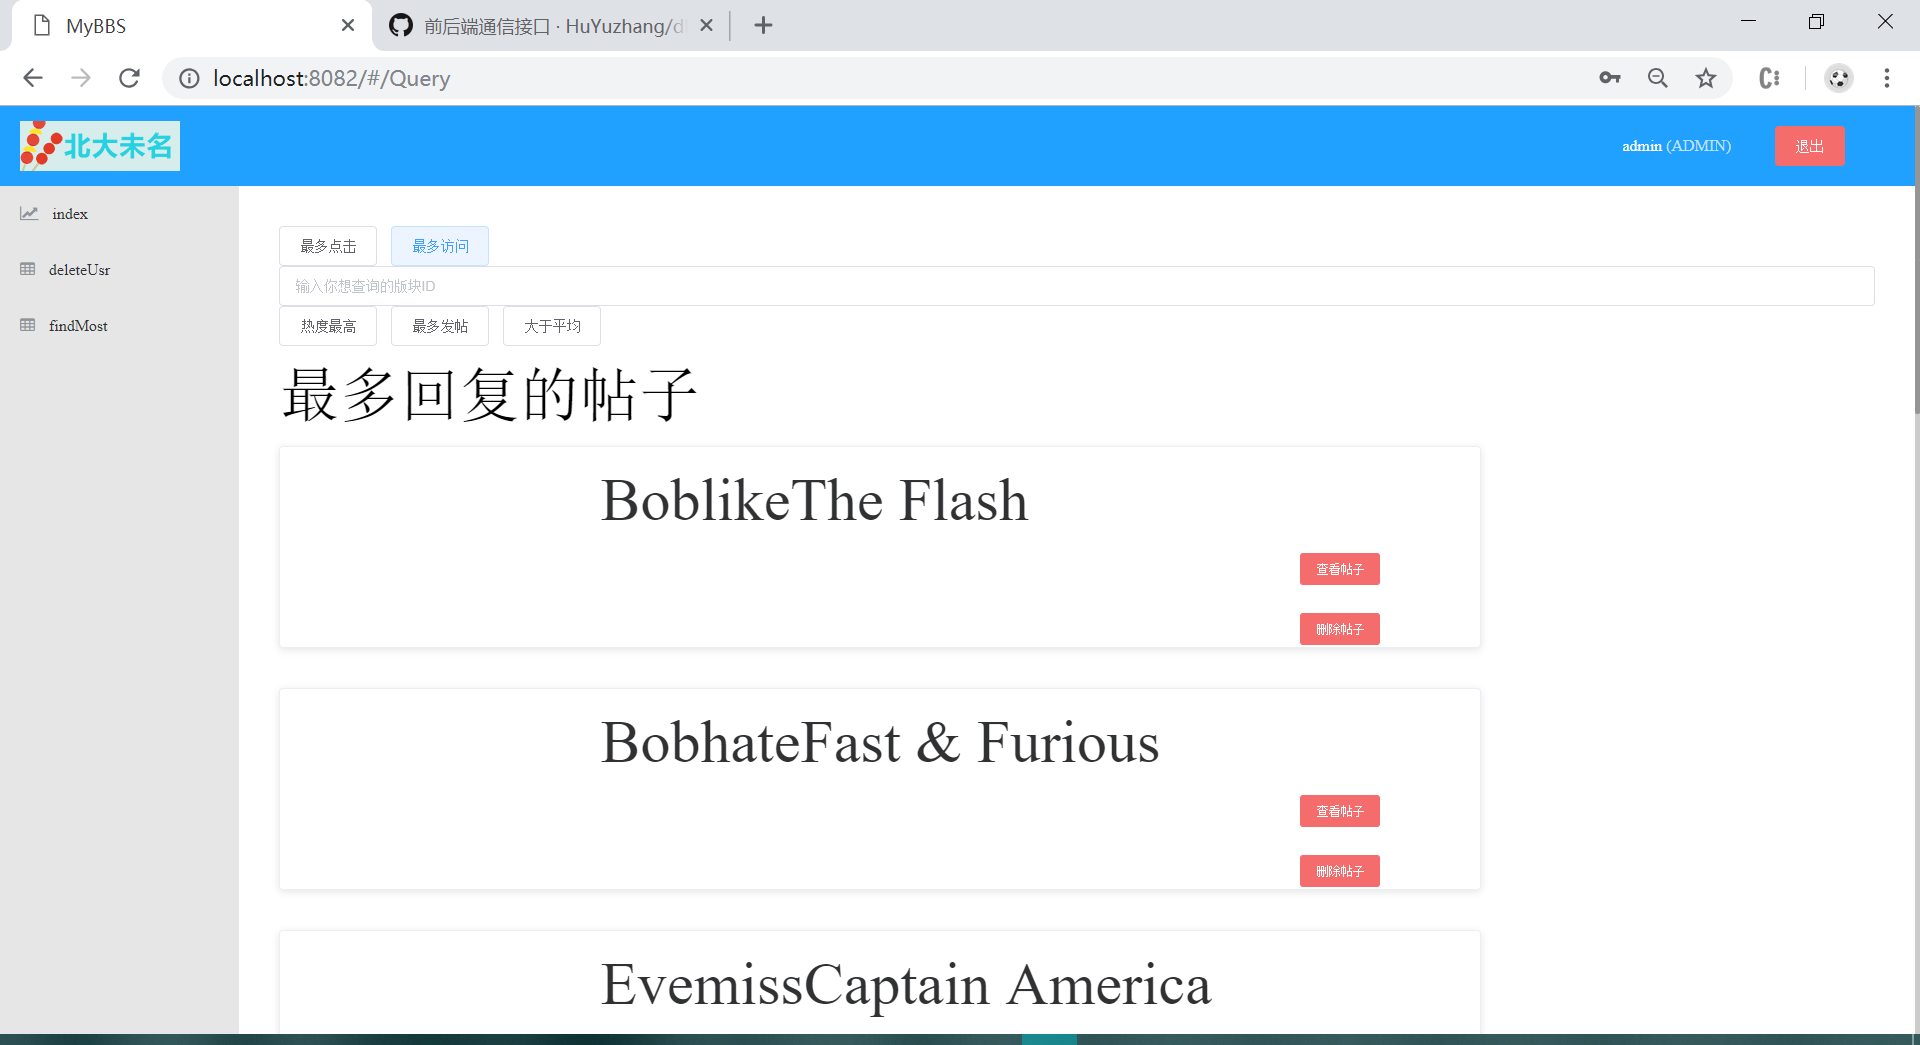 MyBBS
前后端通信接口 · HuYuzhang/d
localhost:8082/#/Query
北大未名
admin (ADMIN)
退出
index
deleteUsr
findMost
最多点击
最多访问
输入你想查询的版块ID
热度最高
最多发帖
大于平均
最多回复的帖子
BoblikeThe Flash
查看帖子
删除帖子
BobhateFast & Furious
查看帖子
删除帖子
EvemissCaptain America